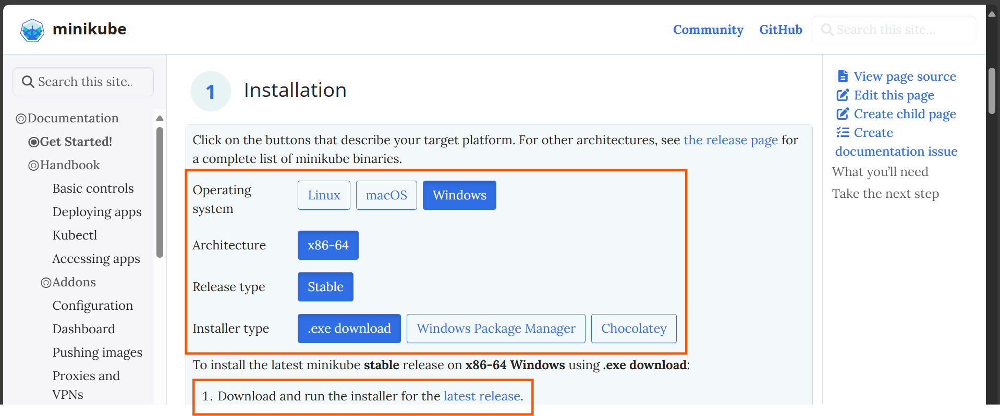 minikube
Community
GitHub
Search this site...
Search this site..
Documentation
Get Started!
Handbook
Basic controls
Deploying apps
Kubectl
Accessing apps
Addons
Configuration
Dashboard
Pushing images
Proxies and
VPNs
1
Installation
Click on the buttons that describe your target platform. For other architectures, see the release page for
a complete list of minikube binaries.
Operating
system
Linux
macOS
Windows
Architecture
x86-64
Release type
Stable
Installer type
.exe download
Windows Package Manager
Chocolatey
To install the latest minikube stable release on x86-64 Windows using .exe download:
1. Download and run the installer for the latest release.
View page source
Edit this page
Create child page
Create
documentation issue
What you'll need
Take the next step